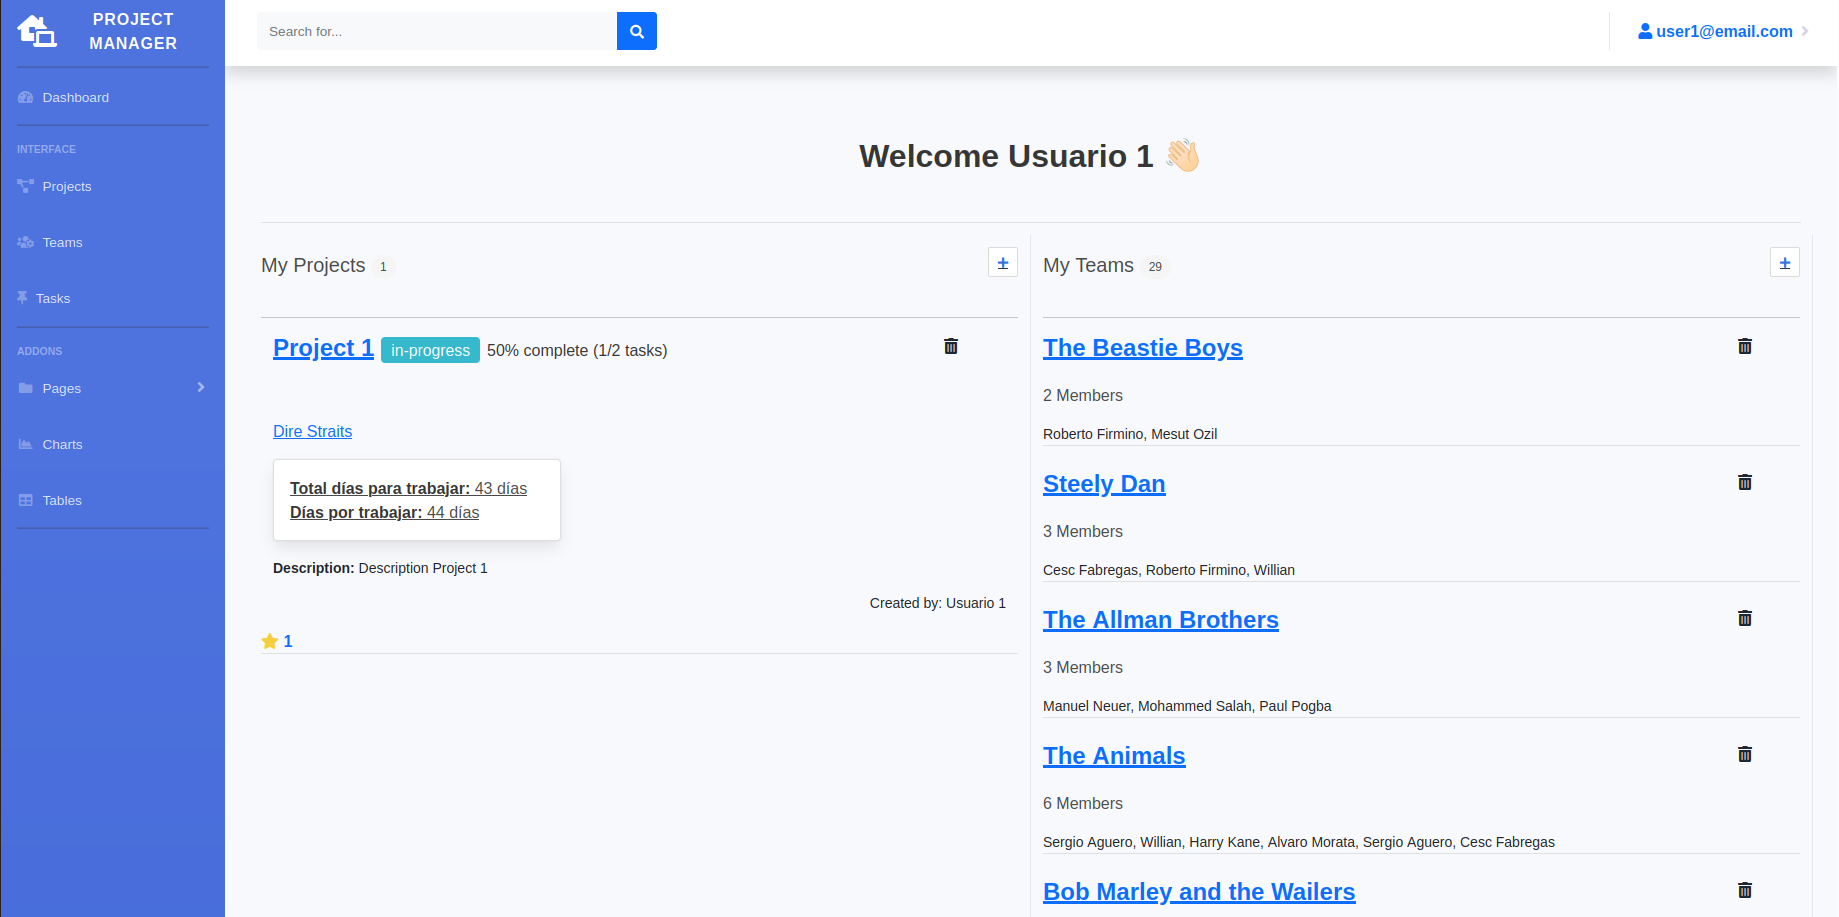 PROJECT
MANAGER
Dashboard
INTERFACE
Projects
Teams
Tasks
ADDONS
Pages
Charts
Tables
Search for...
user1@email.com
Welcome Usuario 1 👋🏻
My Projects 1
+
Project 1 in-progress 50% complete (1/2 tasks)
Dire Straits
Total días para trabajar: 43 días
Días por trabajar: 44 días
Description: Description Project 1
Created by: Usuario 1
1
My Teams 29
+
The Beastie Boys
2 Members
Roberto Firmino, Mesut Ozil
Steely Dan
3 Members
Cesc Fabregas, Roberto Firmino, Willian
The Allman Brothers
3 Members
Manuel Neuer, Mohammed Salah, Paul Pogba
The Animals
6 Members
Sergio Aguero, Willian, Harry Kane, Alvaro Morata, Sergio Aguero, Cesc Fabregas
Bob Marley and the Wailers